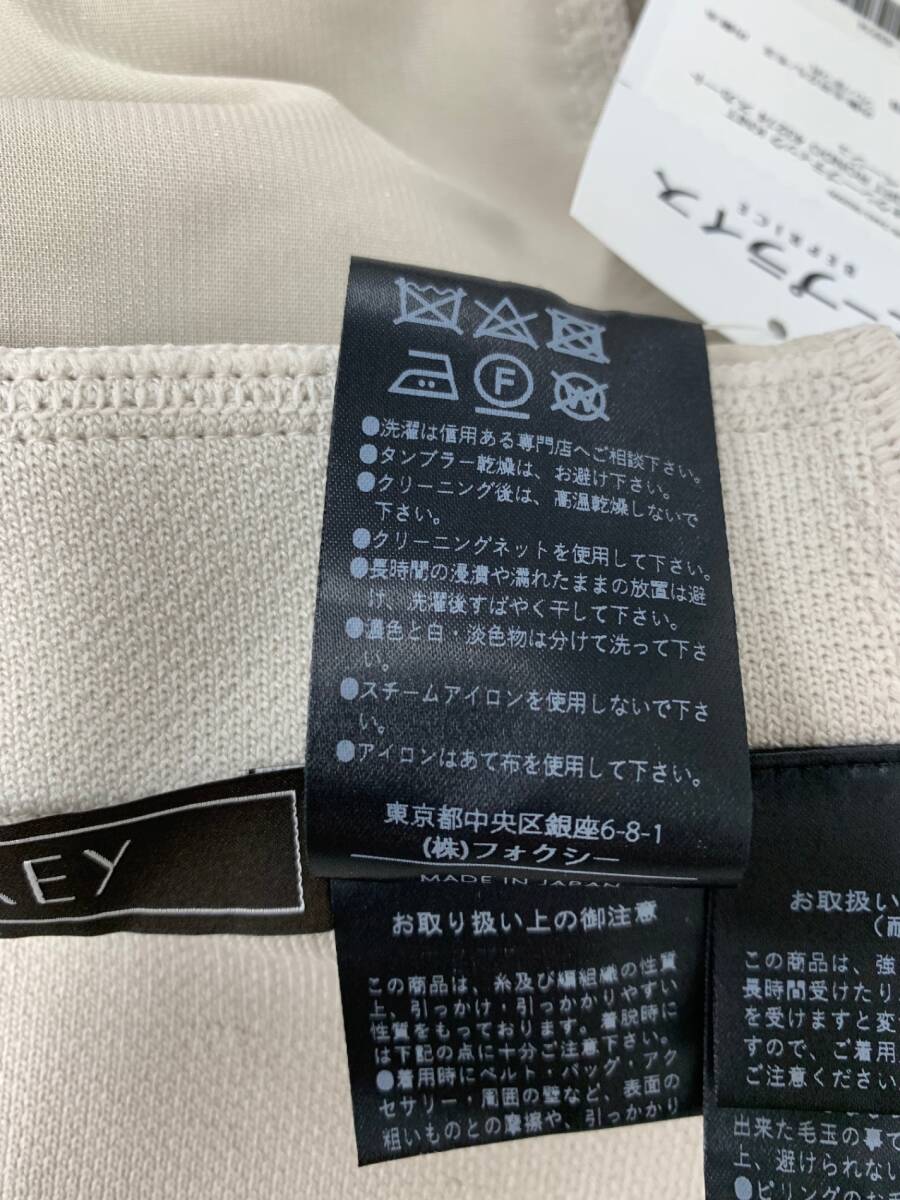 プライス
F
W
●洗濯は信用ある専門店へご相談下さい。
●タンブラー乾燥は、お避け下さい。
●クリーニング後は、高温乾燥しないで
下さい。
●クリーニングネットを使用して下さい。
●長時間の浸漬や濡れたままの放置は避
け、洗濯後すばやく干して下さい。
●濃色と白・淡色物は分けて洗って下さ
い。
●スチームアイロンを使用しないで下さ
い。
●アイロンはあて布を使用して下さい。
東京都中央区銀座6-8-1
(株)フォクシー
MADE IN JAPAN
KEY
お取り扱い上の御注意
この商品は、糸及び編組織の性質
上、引っかけ・引っかかりやすい
性質をもっております。着脱時に
は下記の点に十分ご注意下さい。
●着用時にベルト・バッグ・アク
セサリー・周囲の壁など、表面の
粗いものとの摩擦や、引っかかり
お取扱い
この商品は、強
長時間受けたり
を受けますと変
すので、ご着用
ご注意ください
出来た毛玉の事で
上、避けられない